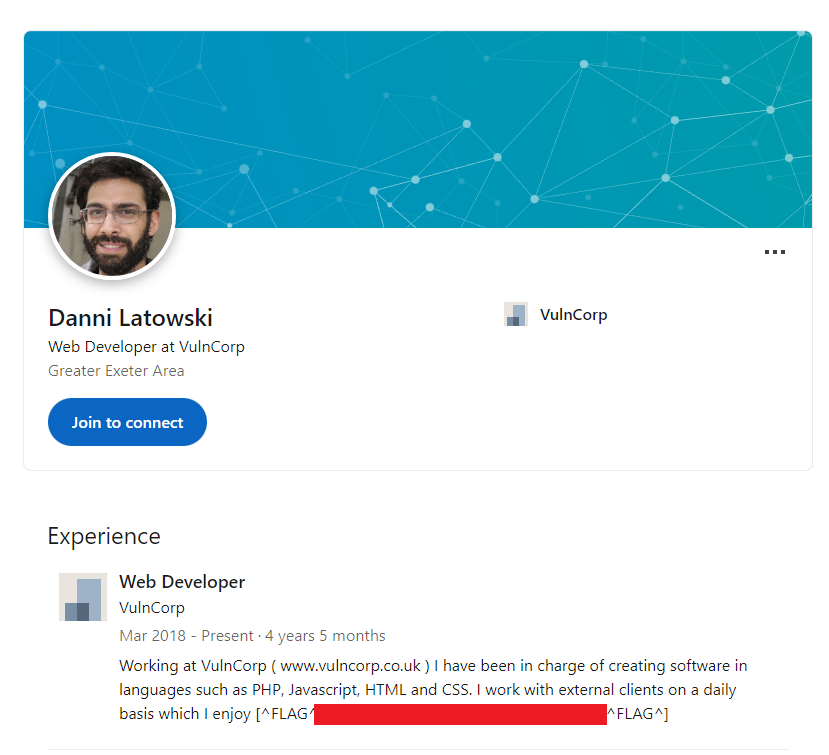 Danni Latowski
VulnCorp
Web Developer at VulnCorp
Greater Exeter Area
Join to connect
Experience
Web Developer
VulnCorp
Mar 2018 - Present · 4 years 5 months
Working at VulnCorp ( www.vulncorp.co.uk ) I have been in charge of creating software in
languages such as PHP, Javascript, HTML and CSS. I work with external clients on a daily
basis which I enjoy [^FLAG^ ^FLAG^]